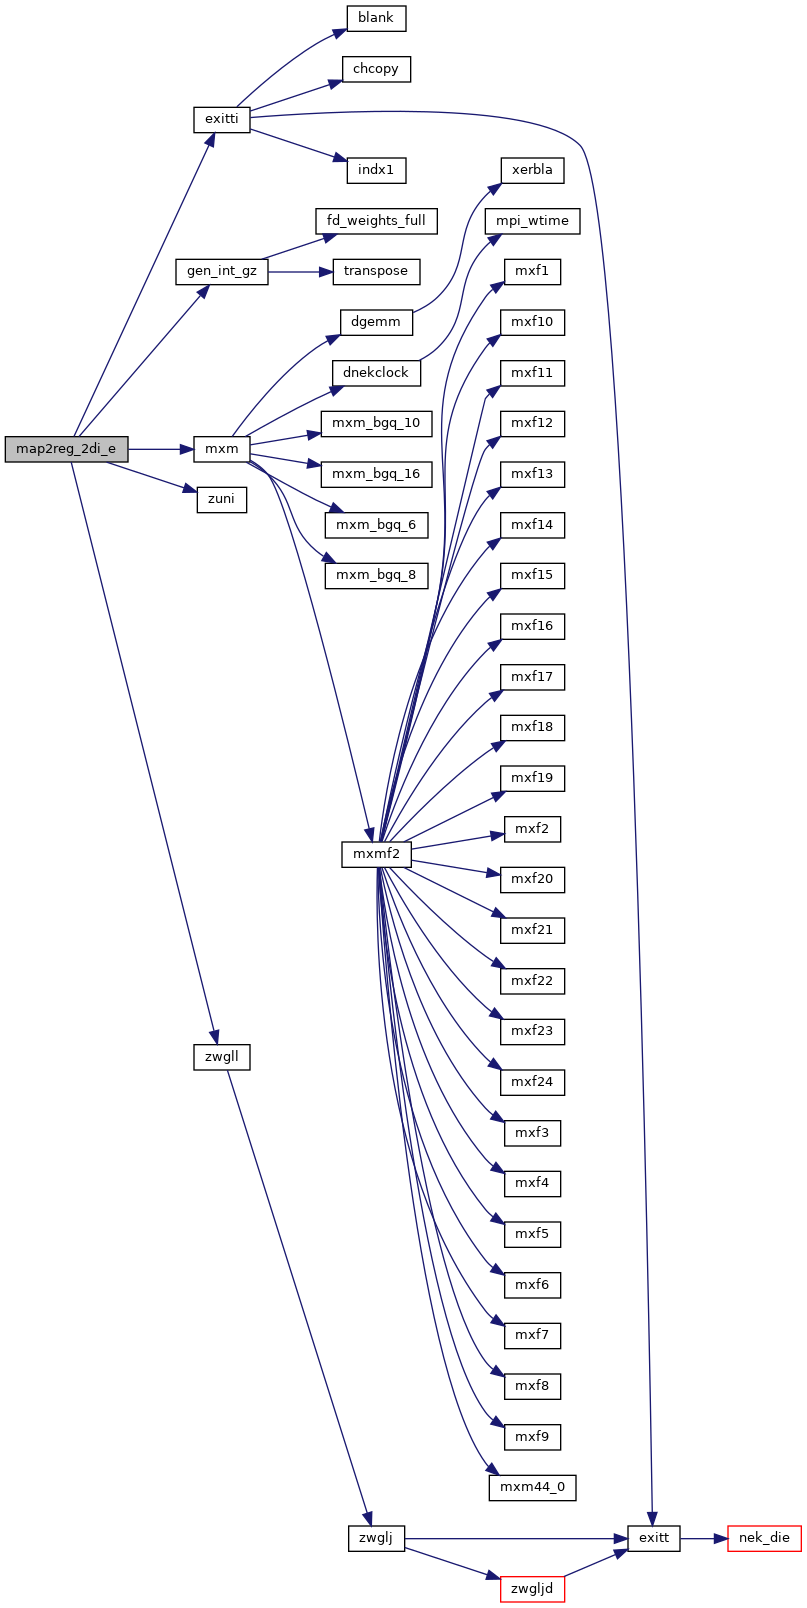 blank
chcopy
exitti
indx1
xerbla
mpi_wtime
fd_weights_full
gen_int_gz
transpose
mxf1
dgemm
mxf10
dnekclock
mxf11
mxm_bgq_10
mxf12
map2reg_2di_e
mxm
mxm_bgq_16
mxf13
zuni
mxm_bgq_6
mxf14
mxm_bgq_8
mxf15
mxf16
mxf17
mxf18
mxf19
mxf2
mxmf2
mxf20
mxf21
mxf22
mxf23
zwgll
mxf24
mxf3
mxf4
mxf5
mxf6
mxf7
mxf8
mxf9
mxm44_0
zwglj
exitt
nek_die
zwgljd